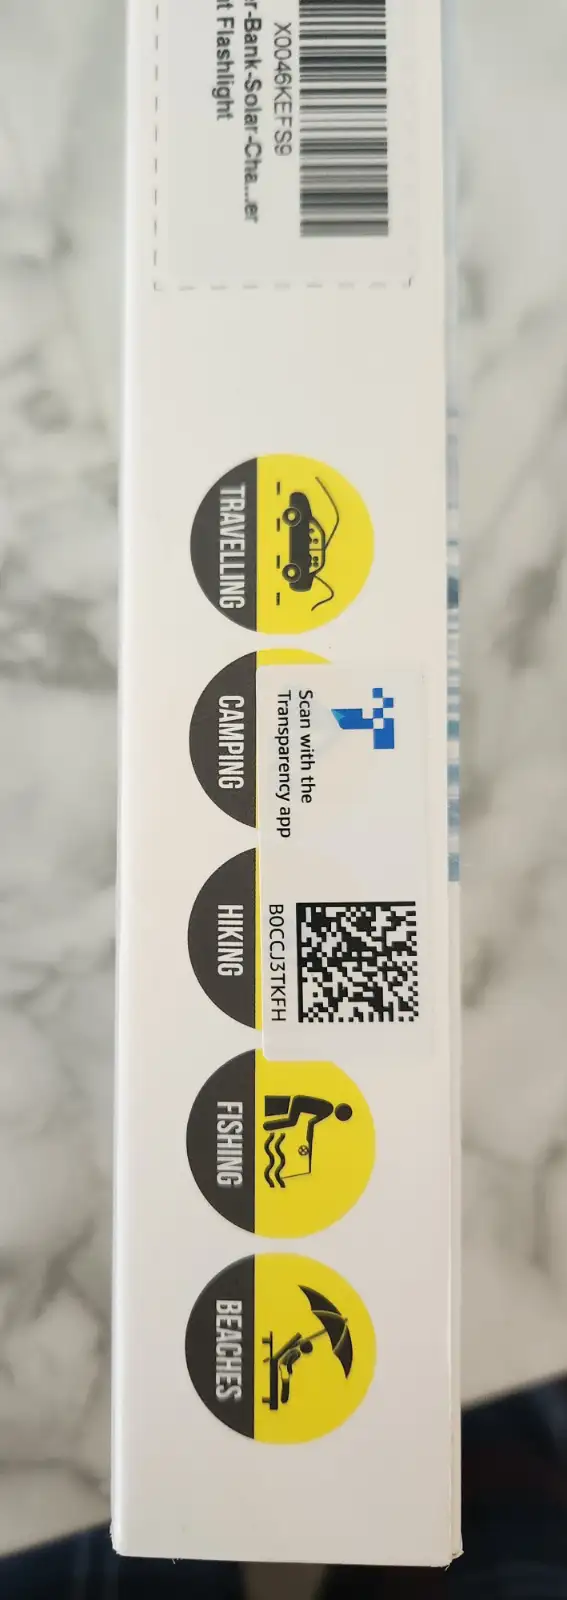 X0046KEFS9
r-Bank-Solar-Cha...er
t Flashlight
TRAVELLING
CAMPING
Scan with the
Transparency app
HIKING
B0CCJ3TKFH
FISHING
BEACHES